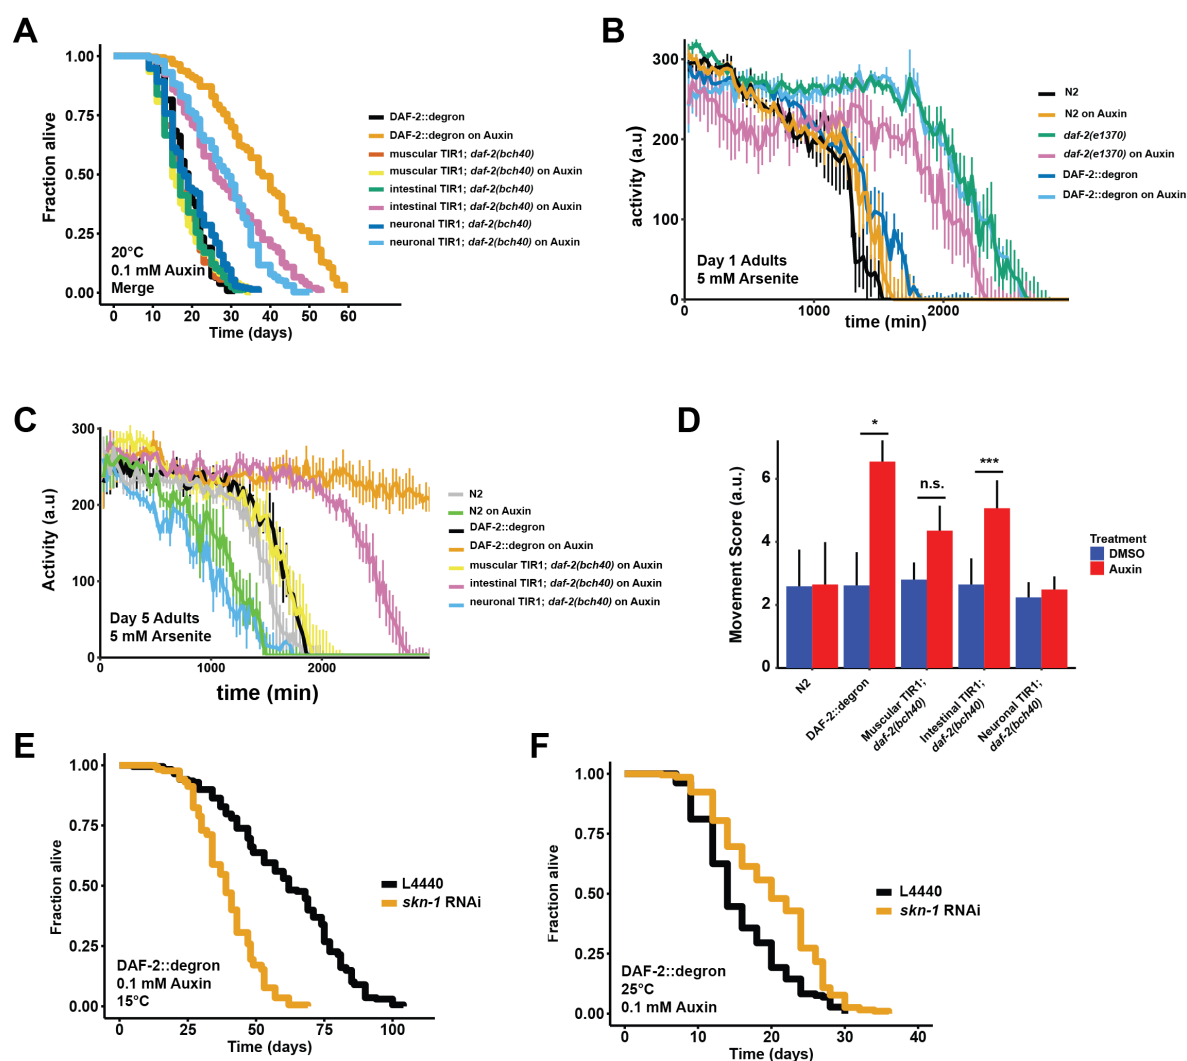 A
1.00
0.75
0.50
0.25
0.00
Fraction alive
20°C
0.1 mM Auxin
Merge
0 10 20 30 40 50 60
Time (days)
DAF-2::degron
DAF-2::degron on Auxin
muscular TIR1; daf-2(bch40)
muscular TIR1; daf-2(bch40) on Auxin
intestinal TIR1; daf-2(bch40)
intestinal TIR1; daf-2(bch40) on Auxin
neuronal TIR1; daf-2(bch40)
neuronal TIR1; daf-2(bch40) on Auxin
B
300
200
100
0
activity (a.u)
Day 1 Adults
5 mM Arsenite
0 1000 2000
time (min)
N2
N2 on Auxin
daf-2(e1370)
daf-2(e1370) on Auxin
DAF-2::degron
DAF-2::degron on Auxin
C
300
200
100
0
Activity (a.u)
Day 5 Adults
5 mM Arsenite
0 1000 2000
time (min)
N2
N2 on Auxin
DAF-2::degron
DAF-2::degron on Auxin
muscular TIR1; daf-2(bch40) on Auxin
intestinal TIR1; daf-2(bch40) on Auxin
neuronal TIR1; daf-2(bch40) on Auxin
D
6
4
2
0
Movement Score (a.u.)
*
n.s.
***
N2
DAF-2::degron
Muscular TIR1;
daf-2(bch40)
Intestinal TIR1;
daf-2(bch40)
Neuronal TIR1;
daf-2(bch40)
Treatment
DMSO
Auxin
E
1.00
0.75
0.50
0.25
0.00
Fraction alive
DAF-2::degron
0.1 mM Auxin
15°C
0 25 50 75 100
Time (days)
L4440
skn-1 RNAi
F
1.00
0.75
0.50
0.25
0.00
Fraction alive
DAF-2::degron
25°C
0.1 mM Auxin
0 10 20 30 40
Time (days)
L4440
skn-1 RNAi